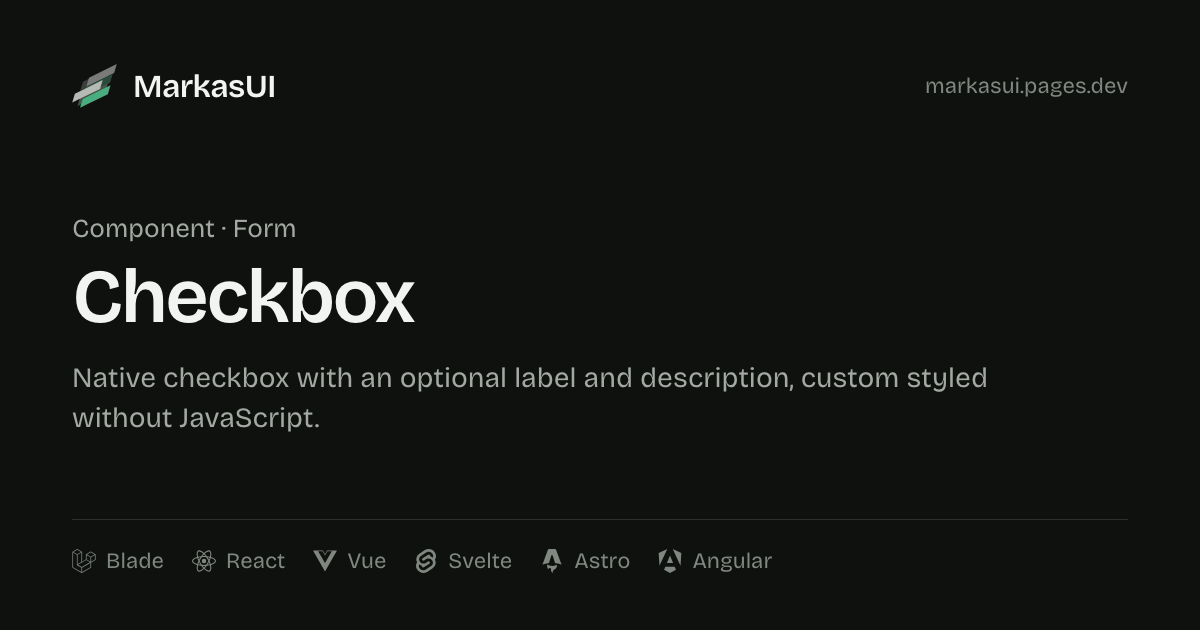 MarkasUI
markasui.pages.dev
Component · Form
Checkbox
Native checkbox with an optional label and description, custom styled
without JavaScript.
Blade React Vue Svelte Astro Angular